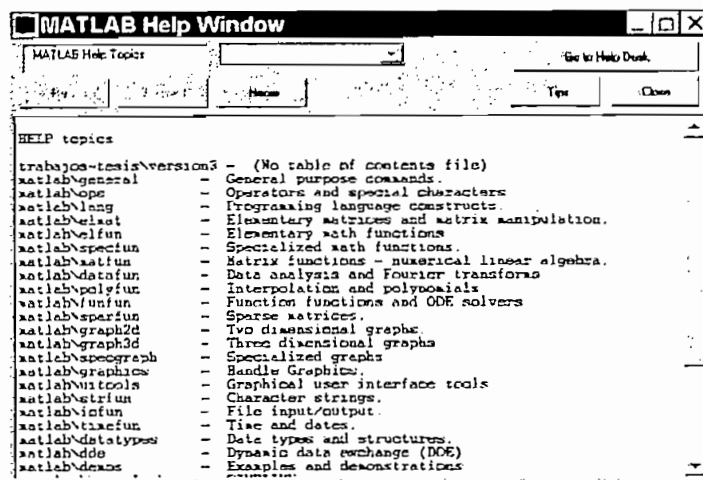 MATLAB Help Window
MATLAB Help Topics
Go to Help Desk
Home
Tips
Close
HELP topics
trabajos-tesis\version3 - (No table of contents file)
matlab\general - General purpose commands.
matlab\ops - Operators and special characters
matlab\lang - Programming language constructs.
matlab\elmat - Elementary matrices and matrix manipulation.
matlab\elfun - Elementary math functions
matlab\specfun - Specialized math functions.
matlab\matfun - Matrix functions - numerical linear algebra.
matlab\datafun - Data analysis and Fourier transforms
matlab\polyfun - Interpolation and polynomials
matlab\funfun - Function functions and ODE solvers
matlab\sparfun - Sparse matrices.
matlab\graph2d - Two dimensional graphs.
matlab\graph3d - Three dimensional graphs
matlab\specgraph - Specialized graphs
matlab\graphics - Handle Graphics.
matlab\uitools - Graphical user interface tools
matlab\strfun - Character strings.
matlab\iofun - File input/output.
matlab\timefun - Time and dates.
matlab\datatypes - Data types and structures.
matlab\dde - Dynamic data exchange (DDE)
matlab\demos - Examples and demonstrations